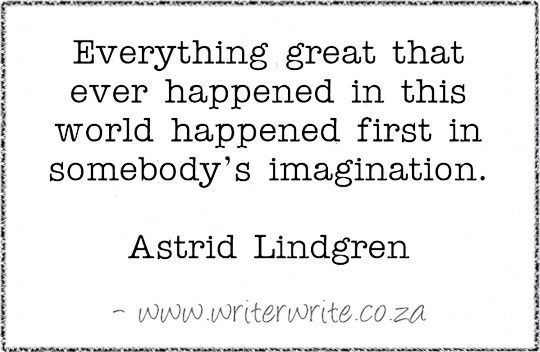 Everything great that
ever happened in this
world happened first in
somebody's imagination.
Astrid Lindgren
- www.writerwrite.co.za